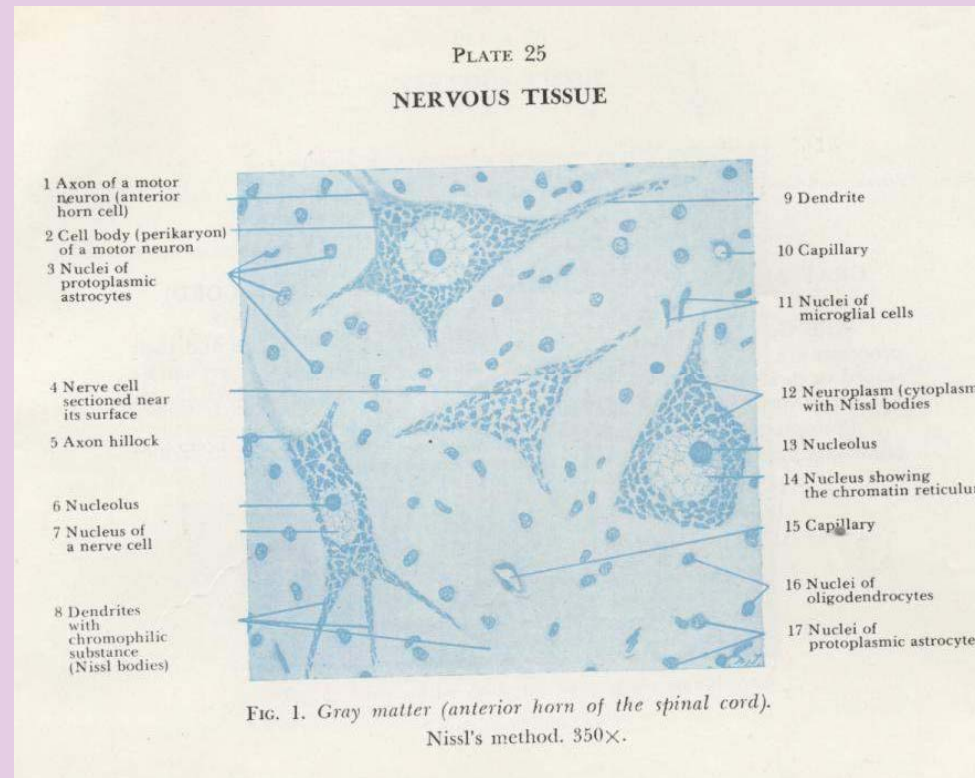 PLATE 25
NERVOUS TISSUE
1 Axon of a motor
neuron (anterior
horn cell)
2 Cell body (perikaryon)
of a motor neuron
3 Nuclei of
protoplasmic
astrocytes
4 Nerve cell
sectioned near
its surface
5 Axon hillock
6 Nucleolus
7 Nucleus of
a nerve cell
8 Dendrites
with
chromophilic
substance
(Nissl bodies)
9 Dendrite
10 Capillary
11 Nuclei of
microglial cells
12 Neuroplasm (cytoplasm
with Nissl bodies
13 Nucleolus
14 Nucleus showing
the chromatin reticulu
15 Capillary
16 Nuclei of
oligodendrocytes
17 Nuclei of
protoplasmic astrocyte
FIG. 1. Gray matter (anterior horn of the spinal cord).
Nissl's method. 350×.